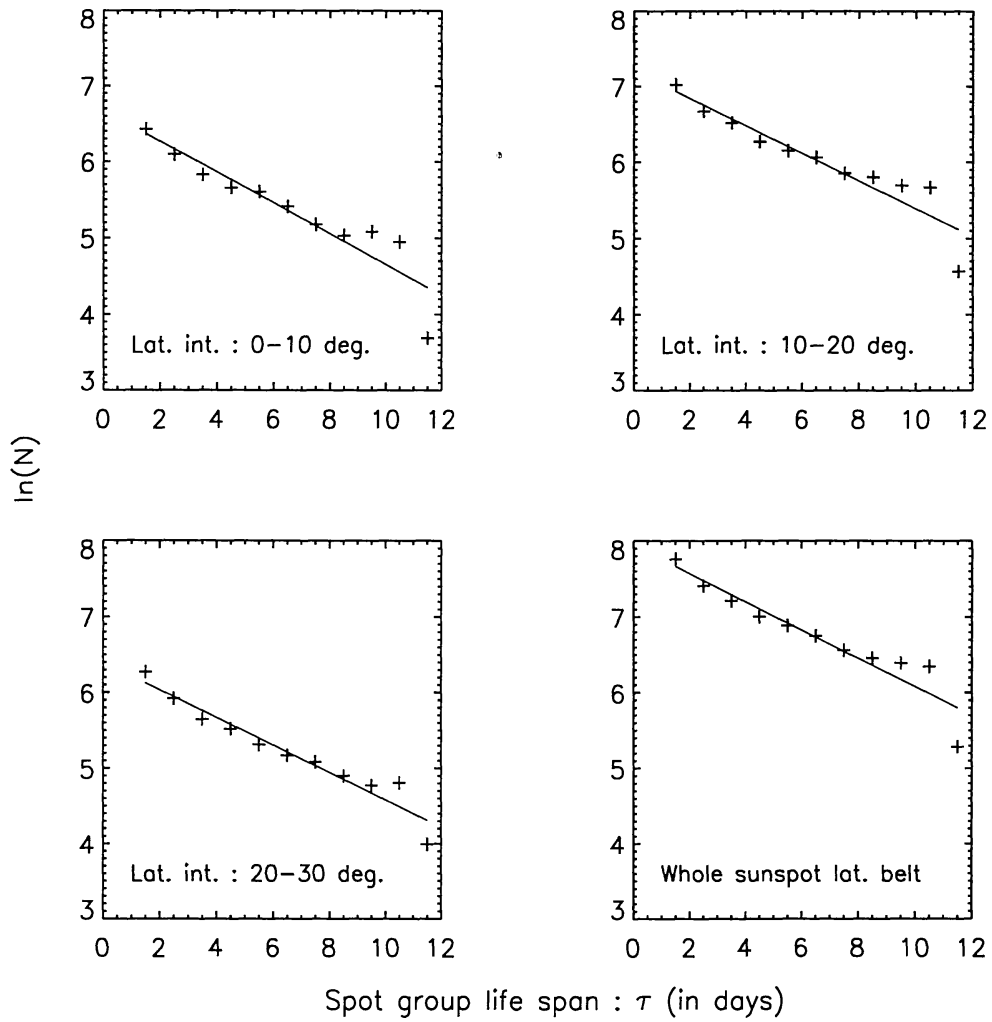 8
7
6
5
4
3
0 2 4 6 8 10 12
Lat. int. : 0-10 deg.
8
7
6
5
4
3
0 2 4 6 8 10 12
Lat. int. : 10-20 deg.
ln(N)
8
7
6
5
4
3
0 2 4 6 8 10 12
Lat. int. : 20-30 deg.
8
7
6
5
4
3
0 2 4 6 8 10 12
Whole sunspot lat. belt
Spot group life span : τ (in days)